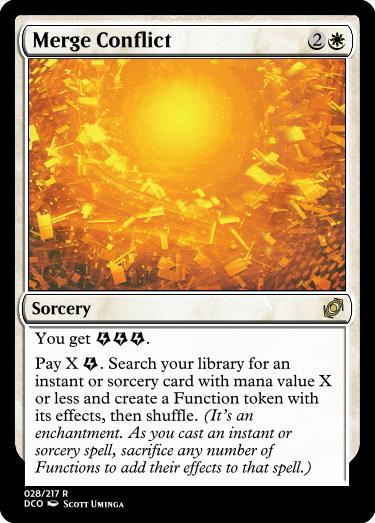 Merge Conflict 2
Sorcery
You get .
Pay X . Search your library for an
instant or sorcery card with mana value X
or less and create a Function token with
its effects, then shuffle. (It's an
enchantment. As you cast an instant or
sorcery spell, sacrifice any number of
Functions to add their effects to that spell.)
028/217 R
DCO Scott Uminga